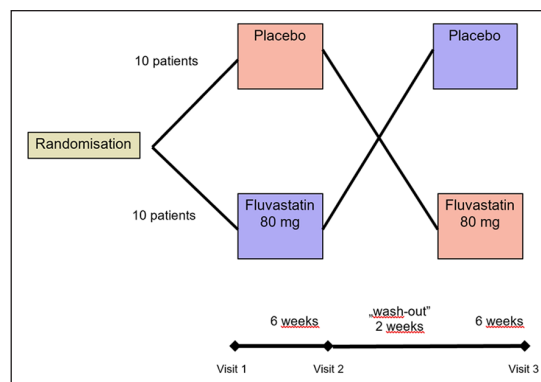 Placebo
Placebo
10 patients
Randomisation
10 patients
Fluvastatin
80 mg
Fluvastatin
80 mg
„wash-out”
6 weeks
2 weeks
6 weeks
Visit 1
Visit 2
Visit 3